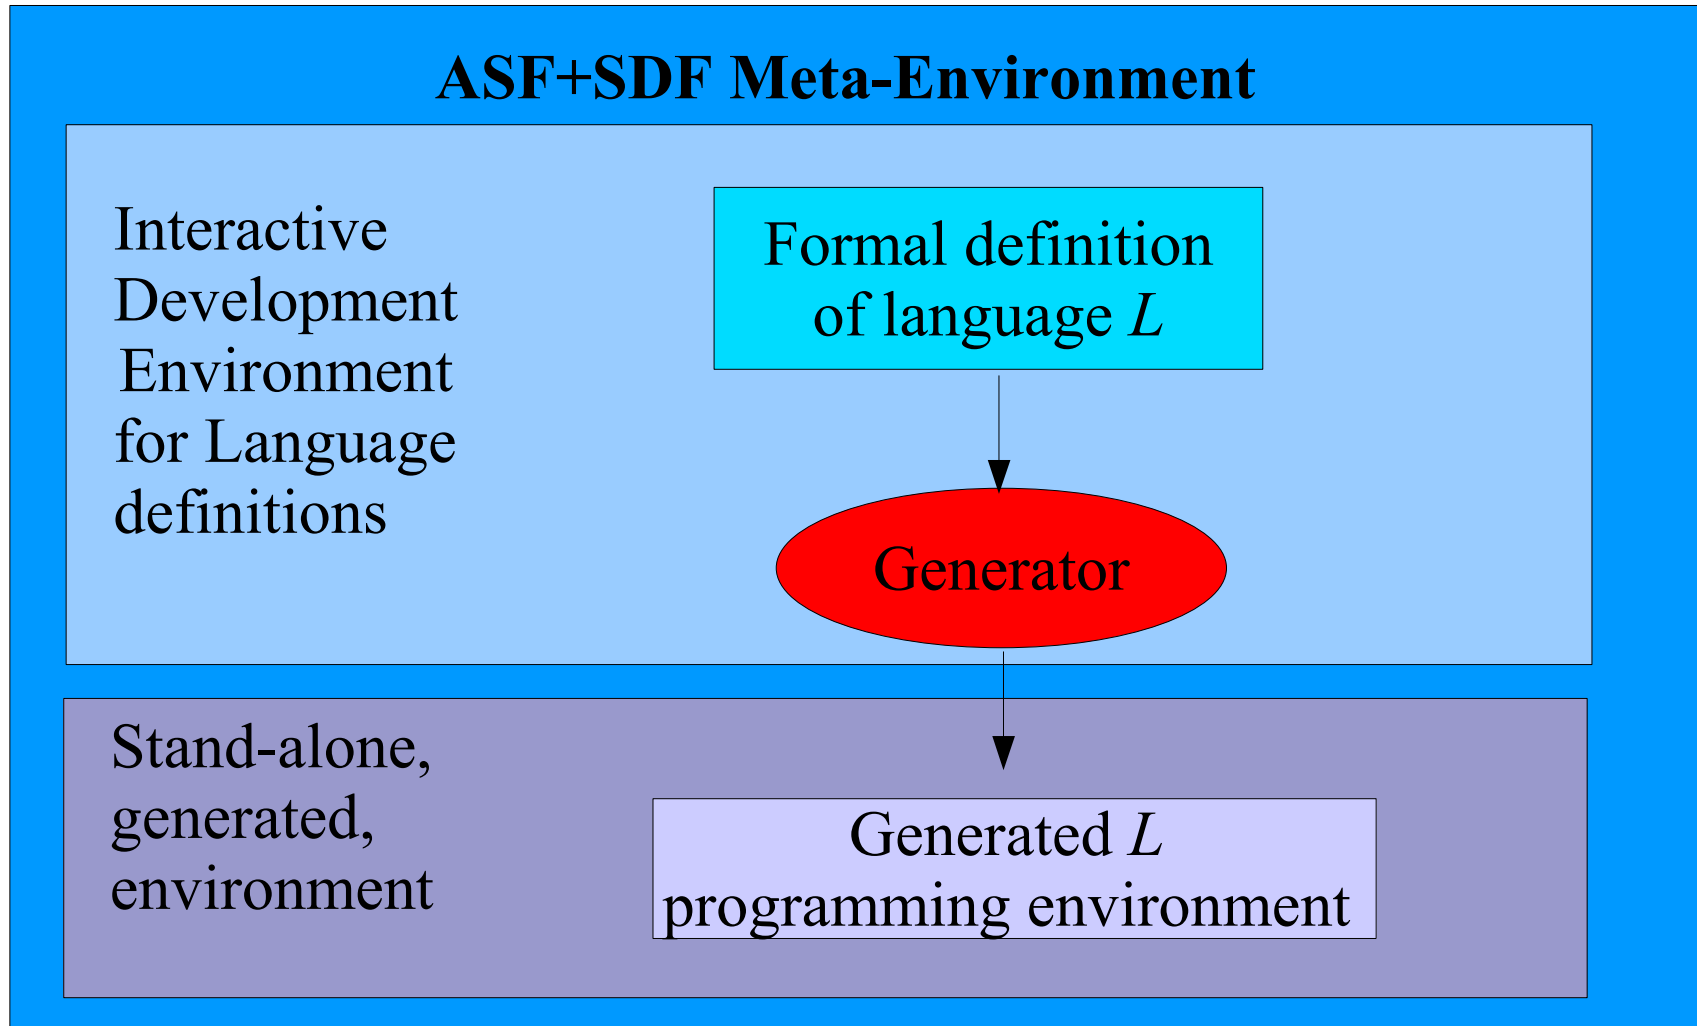 ASF+SDF Meta-Environment
Interactive
Development
Environment
for Language
definitions
Formal definition
of language L
Generator
Stand-alone,
generated,
environment
Generated L
programming environment